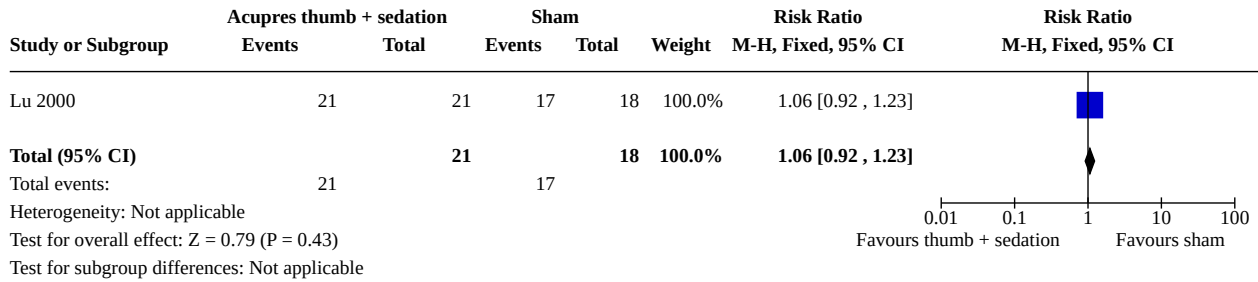 Acupres thumb + sedation Sham Risk Ratio Risk Ratio
Study or Subgroup Events Total Events Total Weight M-H, Fixed, 95% CI M-H, Fixed, 95% CI
Lu 2000 21 21 17 18 100.0% 1.06 [0.92 , 1.23]
Total (95% CI) 21 18 100.0% 1.06 [0.92 , 1.23]
Total events: 21 17
Heterogeneity: Not applicable
0.01 0.1 1 10 100
Test for overall effect: Z = 0.79 (P = 0.43) Favours thumb + sedation Favours sham
Test for subgroup differences: Not applicable